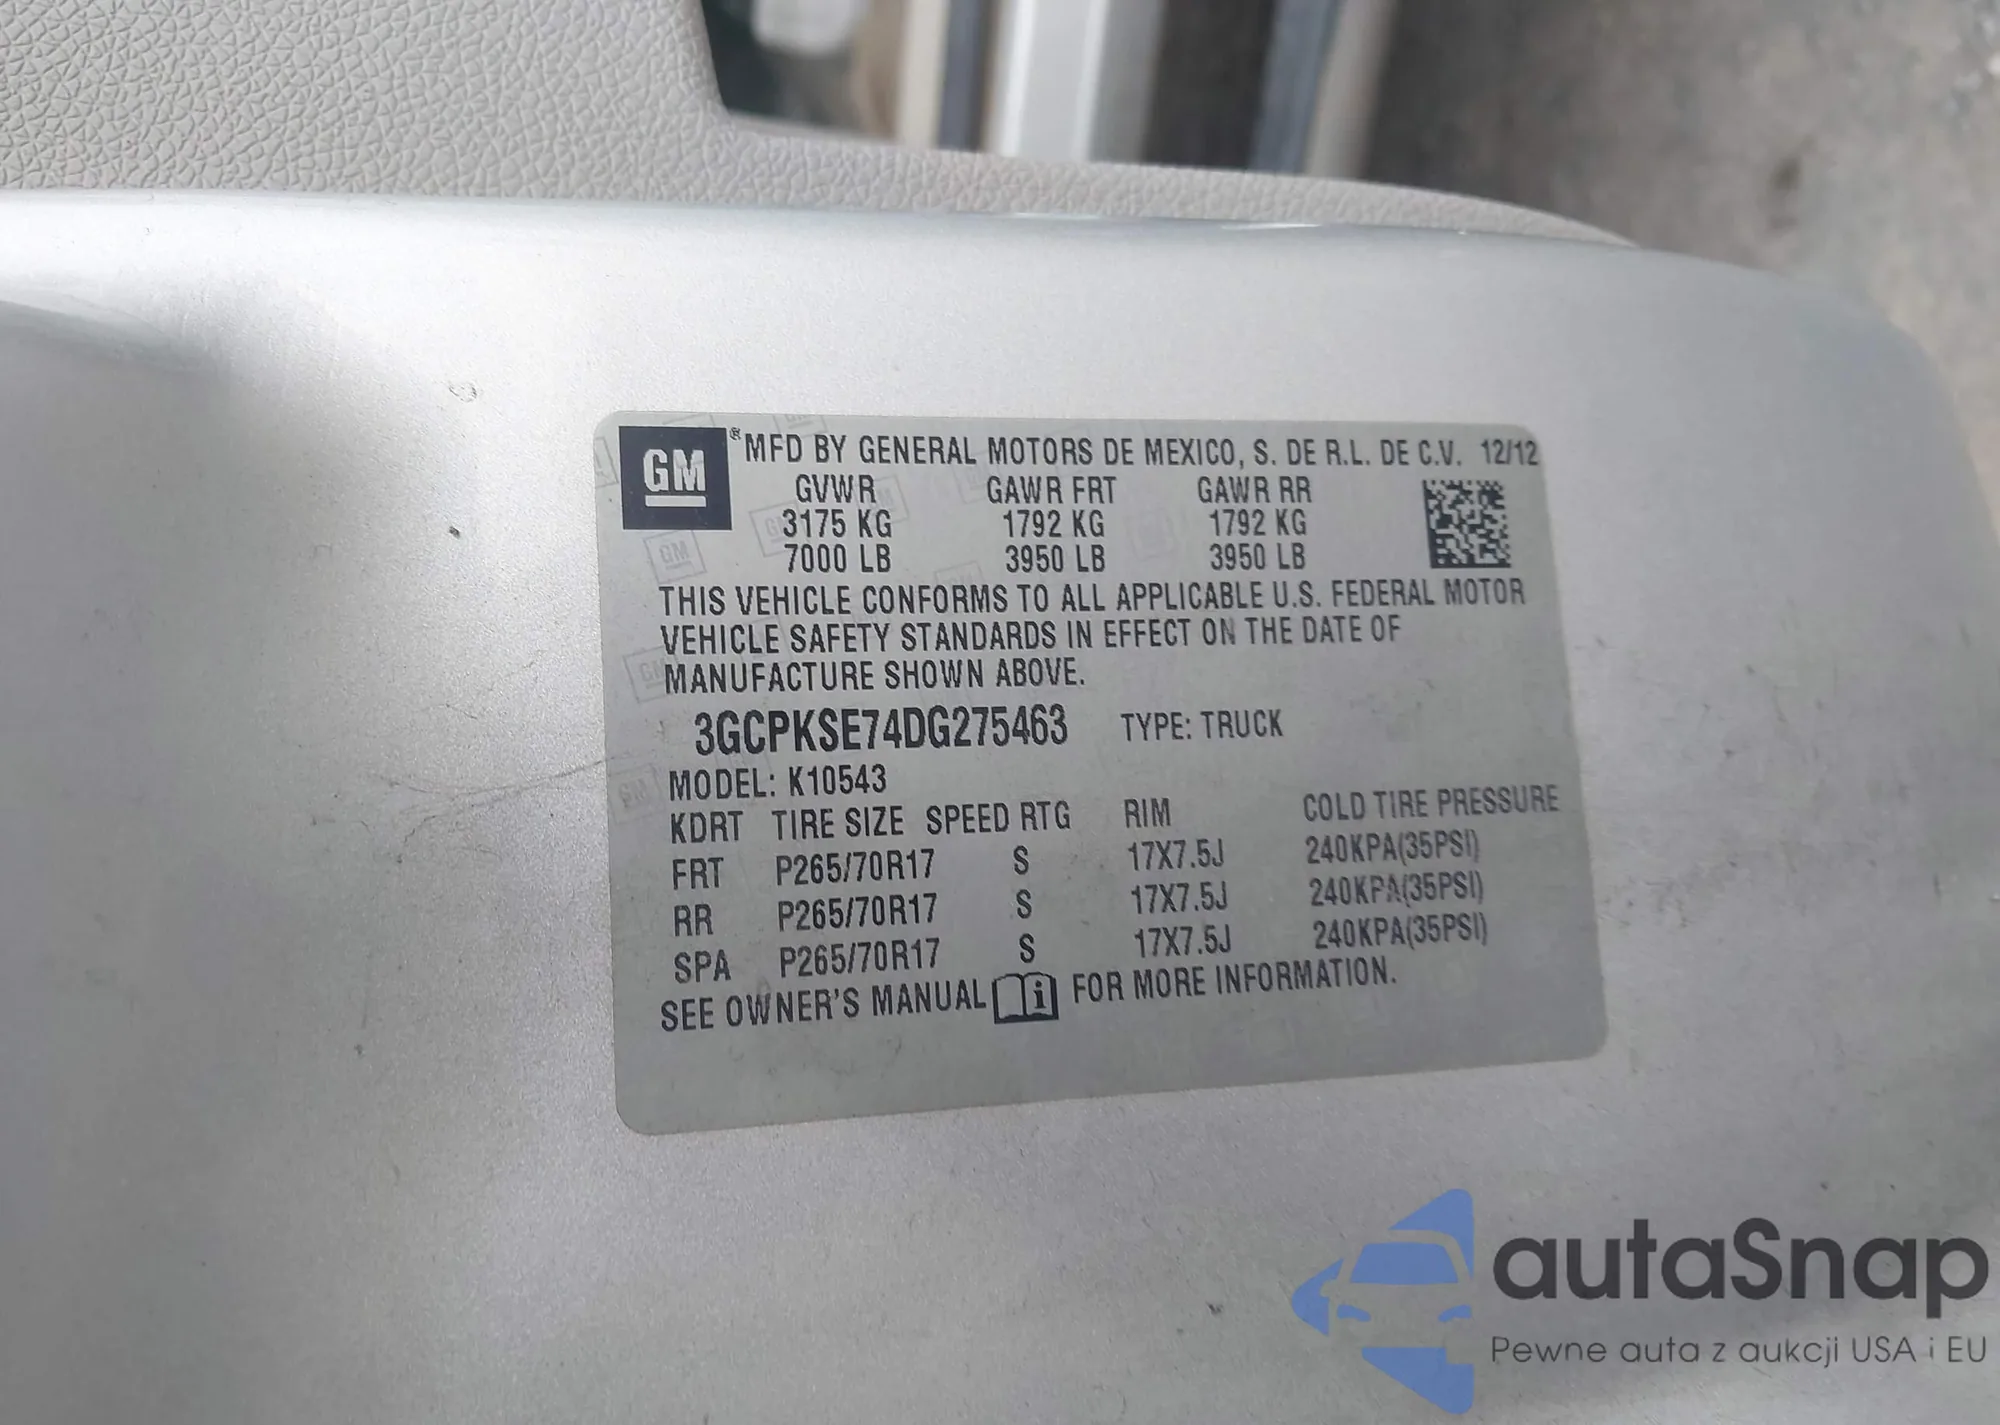 GM ® MFD BY GENERAL MOTORS DE MEXICO, S. DE R.L. DE C.V. 12/12
GVWR GAWR FRT GAWR RR
3175 KG 1792 KG 1792 KG
7000 LB 3950 LB 3950 LB
THIS VEHICLE CONFORMS TO ALL APPLICABLE U.S. FEDERAL MOTOR
VEHICLE SAFETY STANDARDS IN EFFECT ON THE DATE OF
MANUFACTURE SHOWN ABOVE.
3GCPKSE74DG275463 TYPE: TRUCK
MODEL: K10543
KDRT TIRE SIZE SPEED RTG RIM COLD TIRE PRESSURE
FRT P265/70R17 S 17X7.5J 240KPA(35PSI)
RR P265/70R17 S 17X7.5J 240KPA(35PSI)
SPA P265/70R17 S 17X7.5J 240KPA(35PSI)
SEE OWNER'S MANUAL i FOR MORE INFORMATION.
autaSnap
Pewne auta z aukcji USA i EU